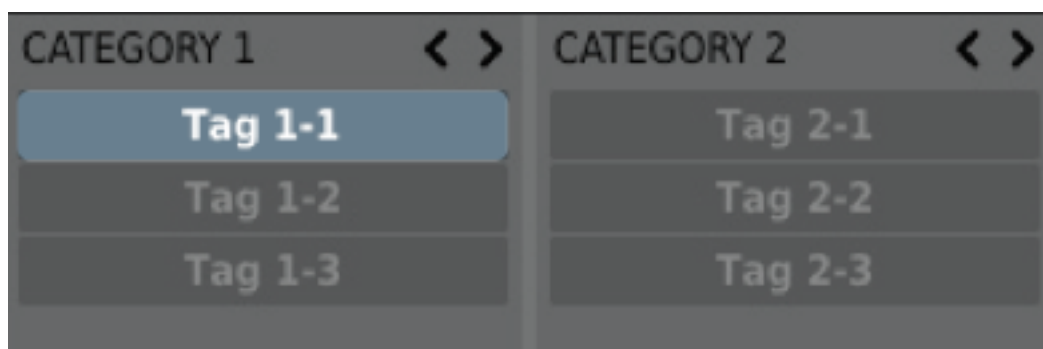 CATEGORY 1
Tag 1-1
Tag 1-2
Tag 1-3
CATEGORY 2
Tag 2-1
Tag 2-2
Tag 2-3